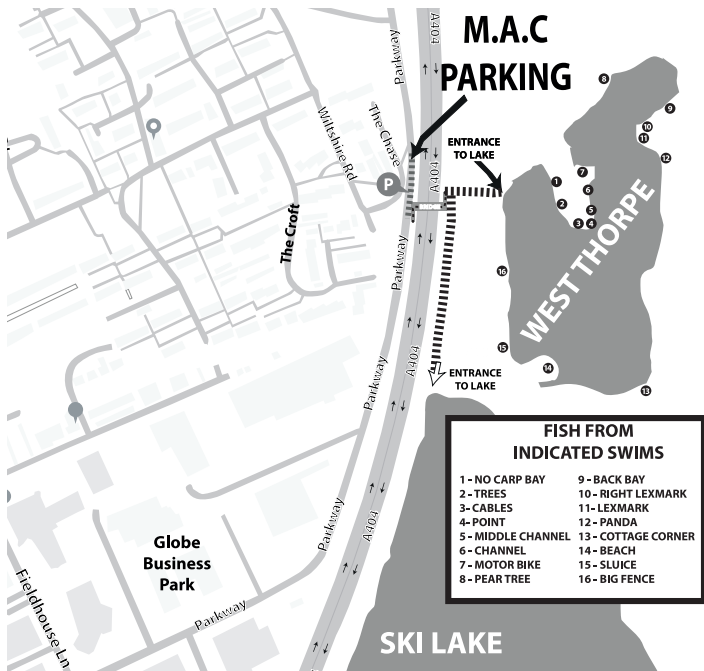 M.A.C
PARKING
A404
Parkway
Wiltshire Rd
The Chase
ENTRANCE
TO LAKE
P
A404
BRIDGE
The Croft
Parkway
8
9
10
11
12
7
1
6
2
5
3
4
WEST THORPE
16
15
14
13
A404
ENTRANCE
TO LAKE
Parkway
FISH FROM
INDICATED SWIMS
1 - NO CARP BAY
2 - TREES
3- CABLES
4- POINT
5 - MIDDLE CHANNEL
6 - CHANNEL
7 - MOTOR BIKE
8 - PEAR TREE
9 - BACK BAY
10 - RIGHT LEXMARK
11- LEXMARK
12 - PANDA
13 - COTTAGE CORNER
14 - BEACH
15 - SLUICE
16 - BIG FENCE
Parkway
A404
Globe
Business
Park
Fieldhouse Ln
Parkway
SKI LAKE